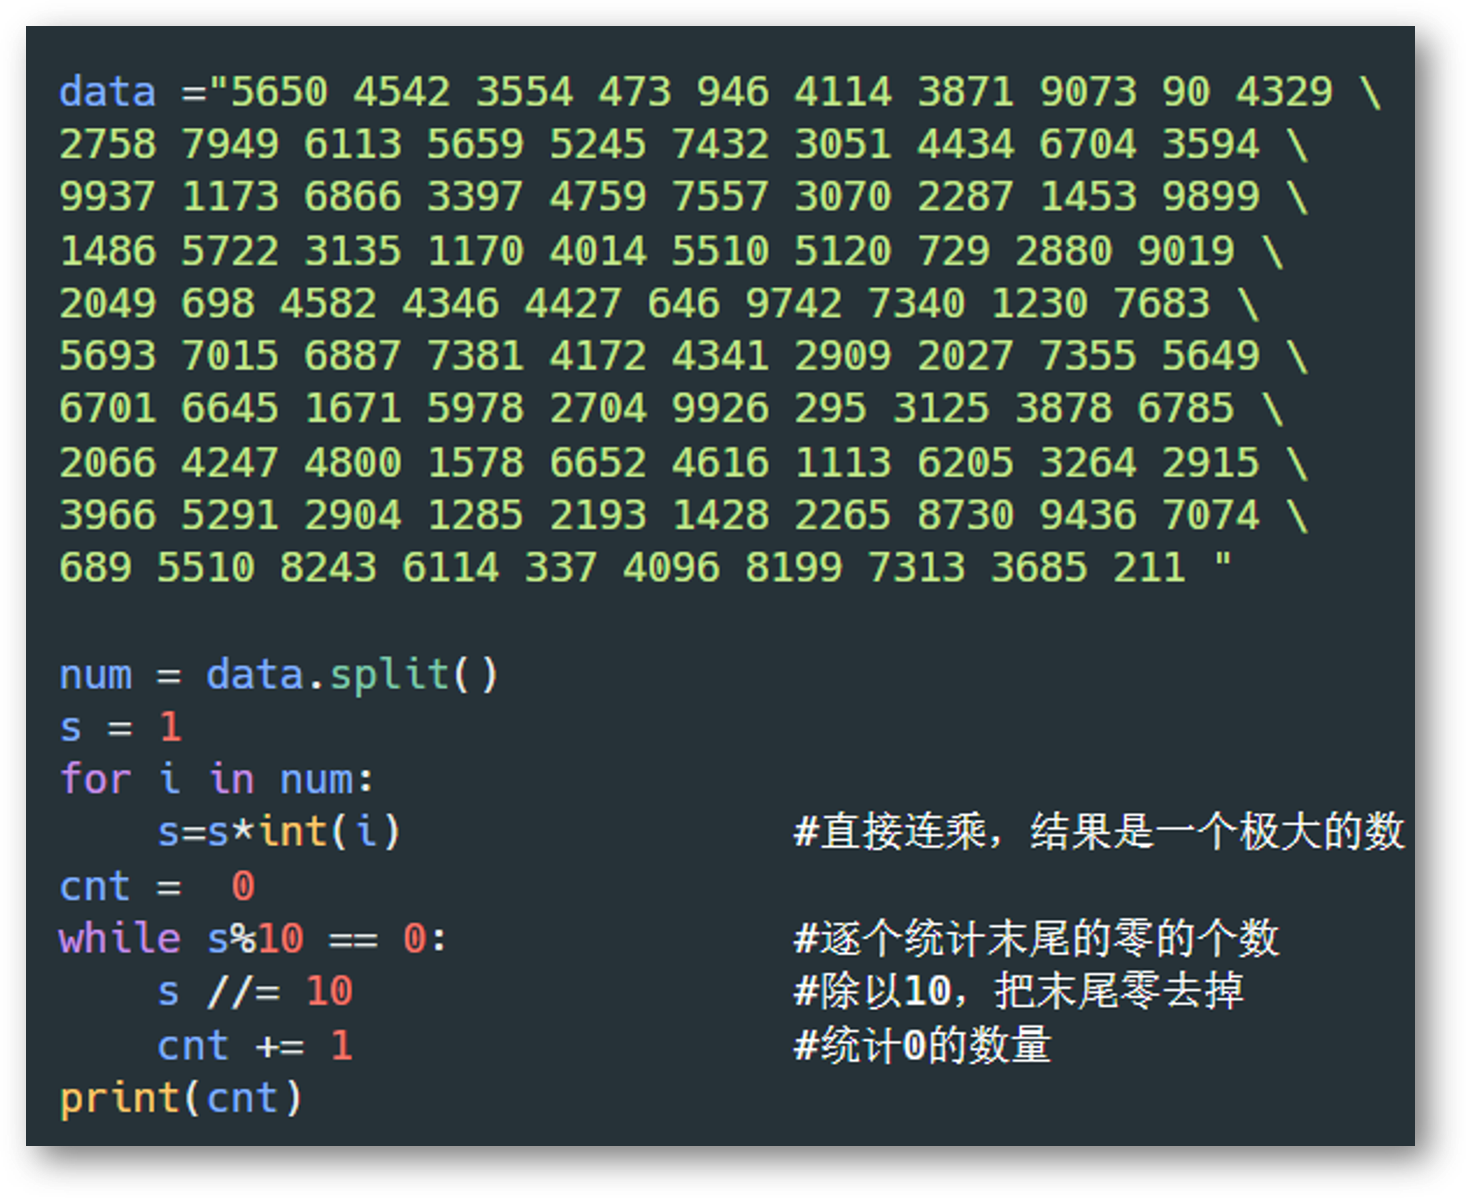 data ="5650 4542 3554 473 946 4114 3871 9073 90 4329 \
2758 7949 6113 5659 5245 7432 3051 4434 6704 3594 \
9937 1173 6866 3397 4759 7557 3070 2287 1453 9899 \
1486 5722 3135 1170 4014 5510 5120 729 2880 9019 \
2049 698 4582 4346 4427 646 9742 7340 1230 7683 \
5693 7015 6887 7381 4172 4341 2909 2027 7355 5649 \
6701 6645 1671 5978 2704 9926 295 3125 3878 6785 \
2066 4247 4800 1578 6652 4616 1113 6205 3264 2915 \
3966 5291 2904 1285 2193 1428 2265 8730 9436 7074 \
689 5510 8243 6114 337 4096 8199 7313 3685 211 "
num = data.split()
s = 1
for i in num:
    s=s*int(i)                #直接连乘，结果是一个极大的数
cnt =  0
while s%10 == 0:              #逐个统计末尾的零的个数
    s //= 10                  #除以10，把末尾零去掉
    cnt += 1                  #统计0的数量
print(cnt)